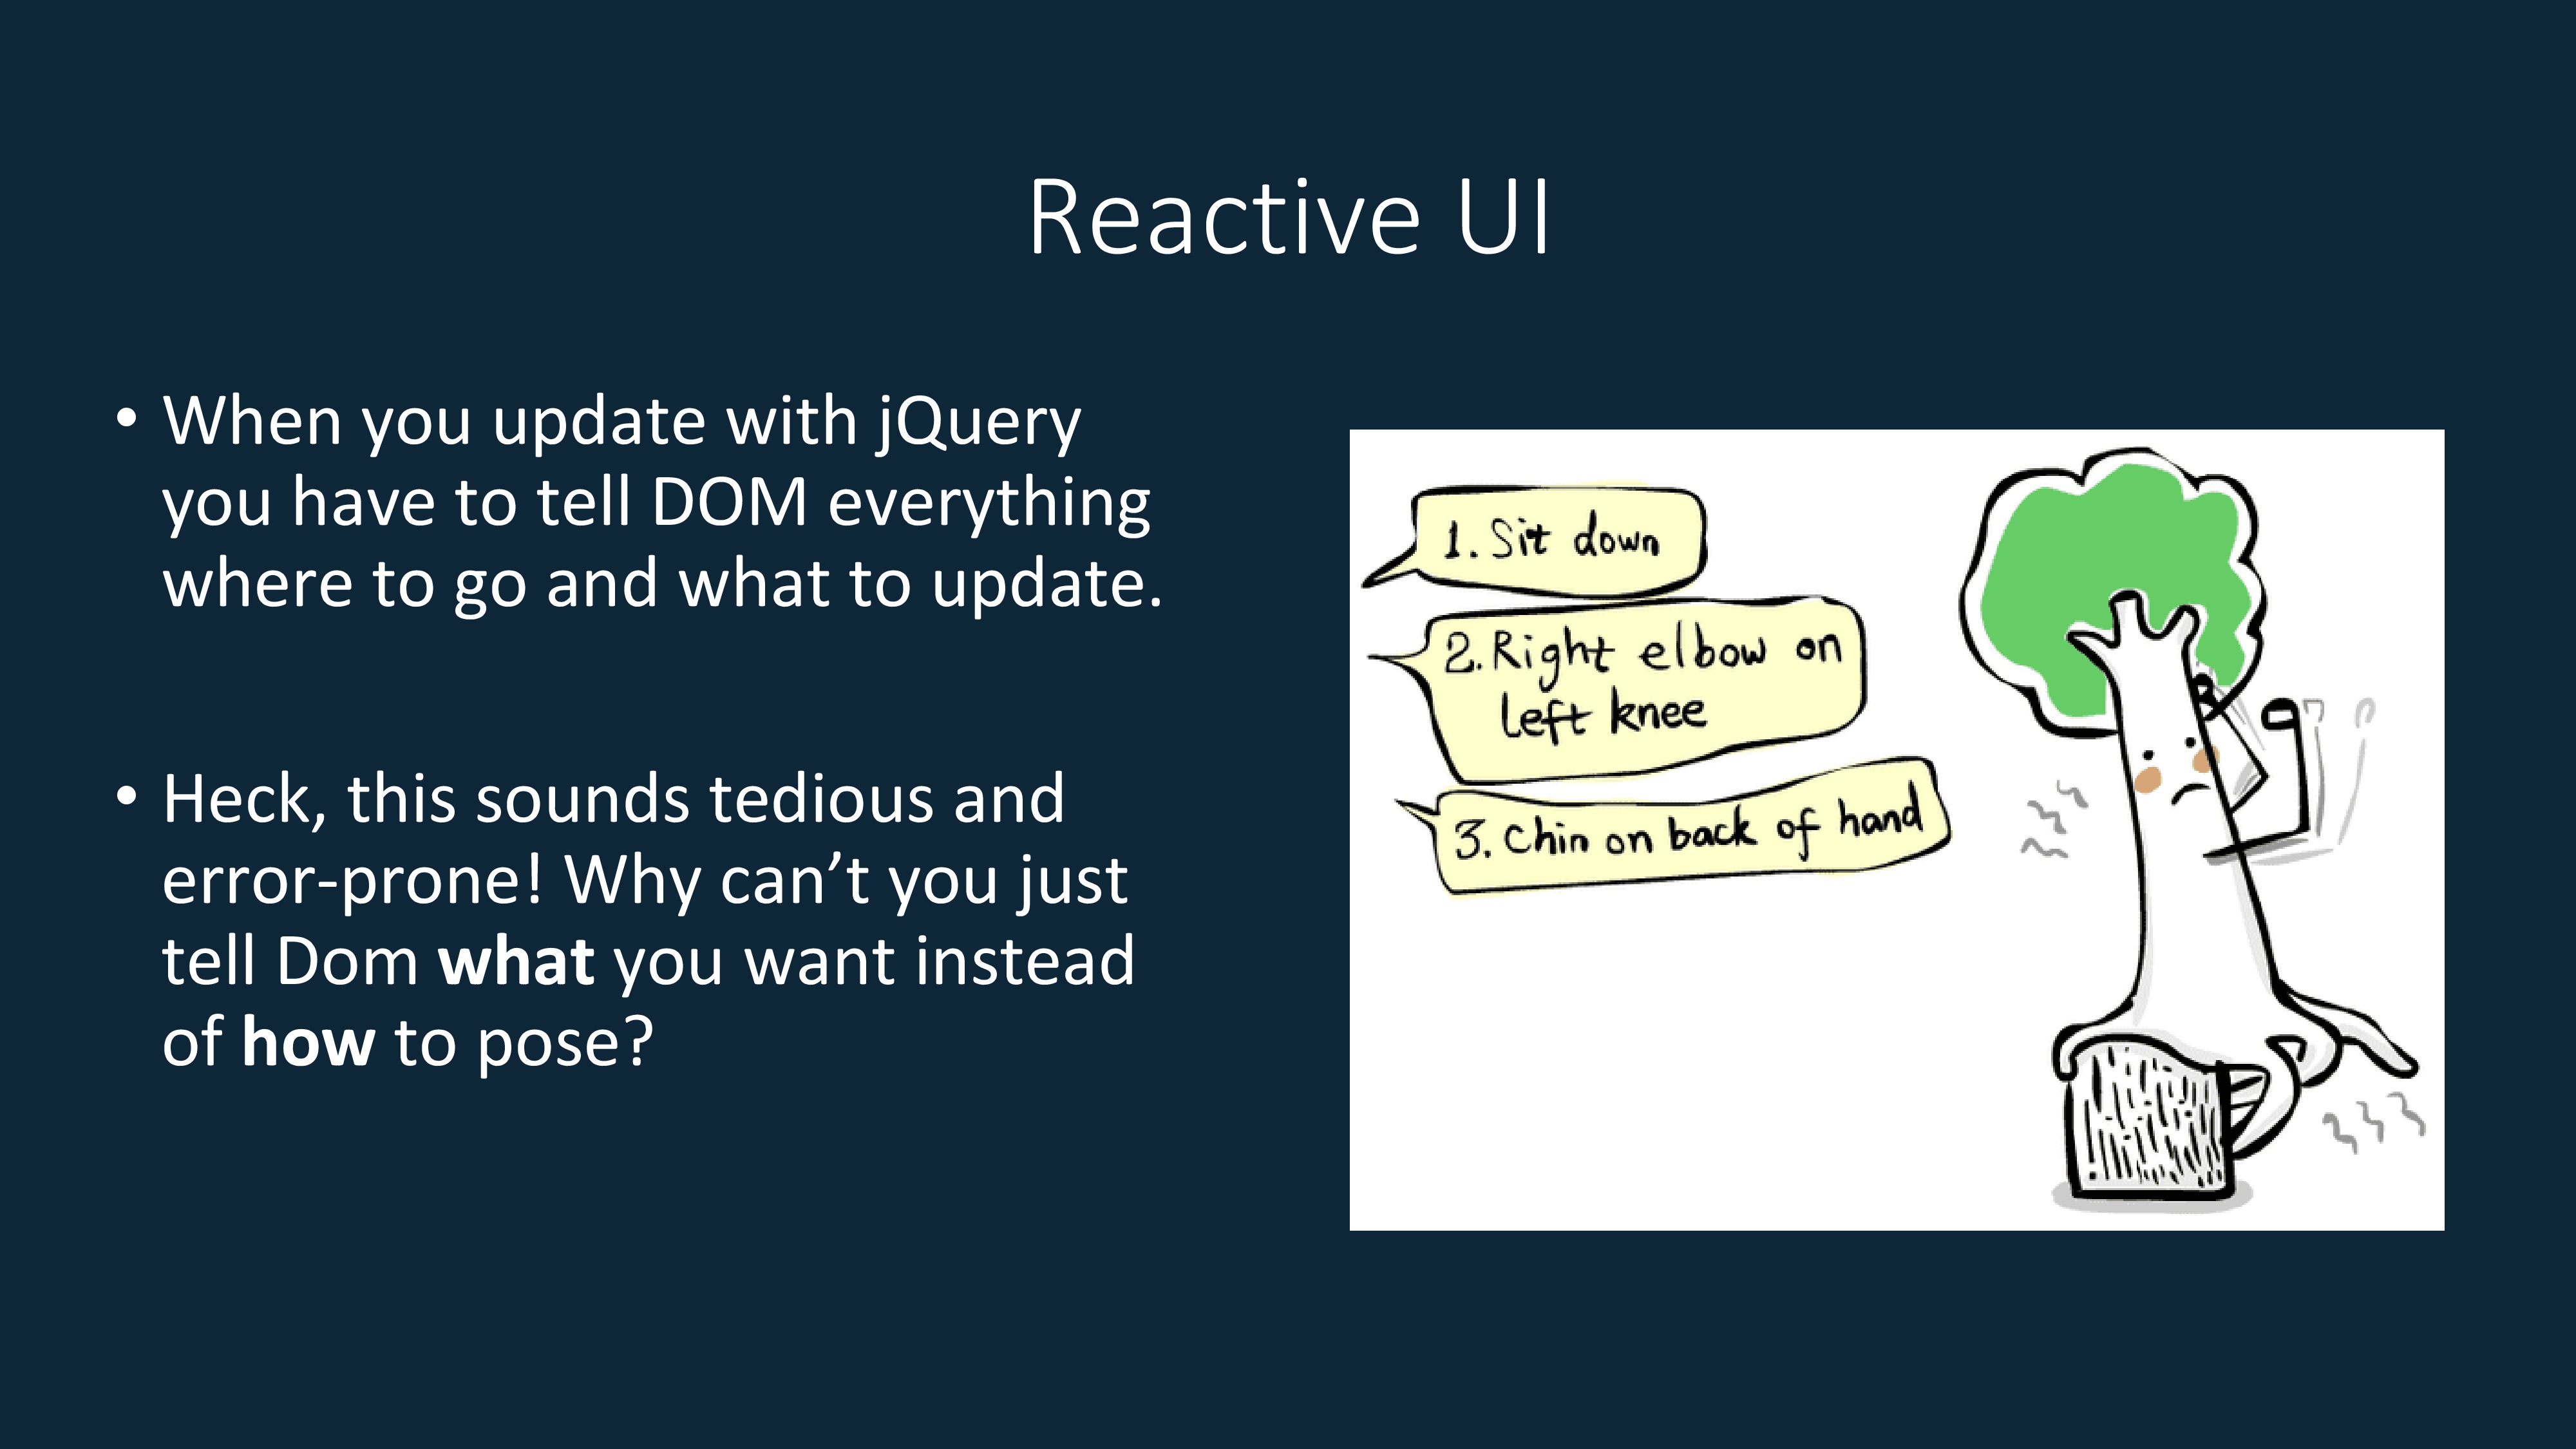 Reactive UI
• When you update with jQuery
you have to tell DOM everything
where to go and what to update.
• Heck, this sounds tedious and
error-prone! Why can’t you just
tell Dom what you want instead
of how to pose?
1. Sit down
2. Right elbow on
left knee
3. Chin on back of hand